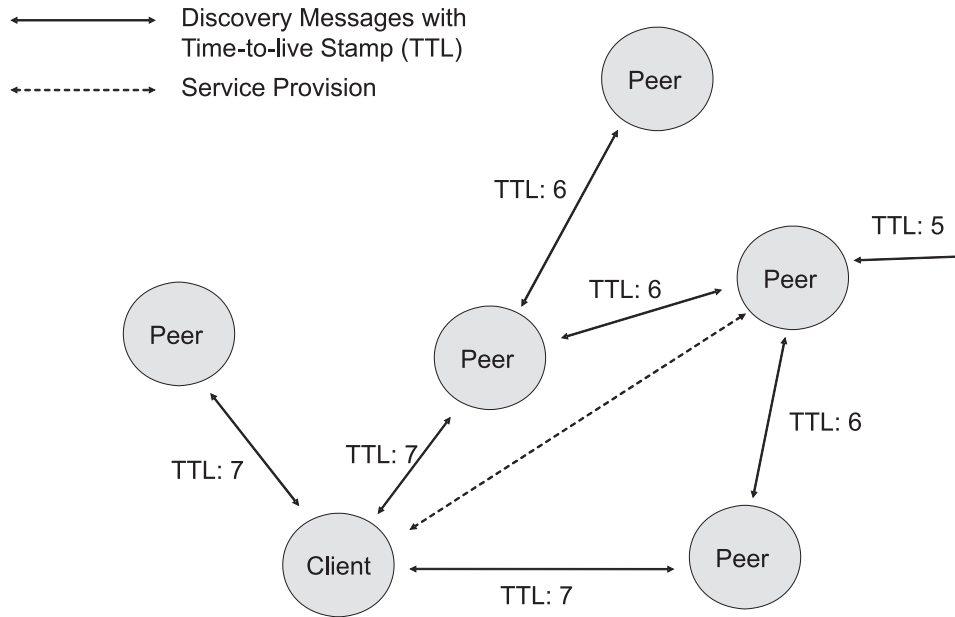 Discovery Messages with
Time-to-live Stamp (TTL)
Service Provision
Peer
TTL: 6
TTL: 5
Peer
TTL: 6
Peer
Peer
TTL: 6
TTL: 7
TTL: 7
Peer
Client
TTL: 7